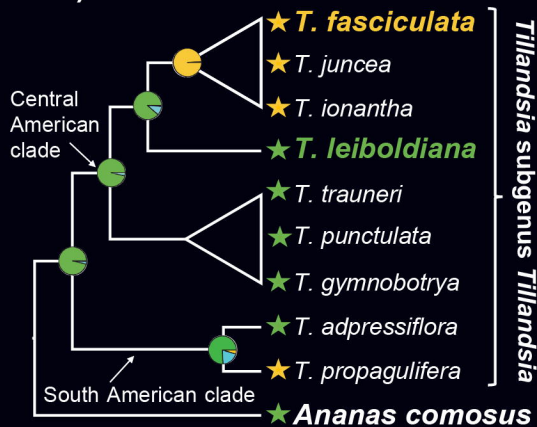 T. fasciculata
T. juncea
T. ionantha
Central
American
clade
T. leiboldiana
T. trauneri
T. punctulata
T. gymnobotrya
T. adpressiflora
T. propagulifera
South American clade
Ananas comosus
Tillandsia subgenus Tillandsia